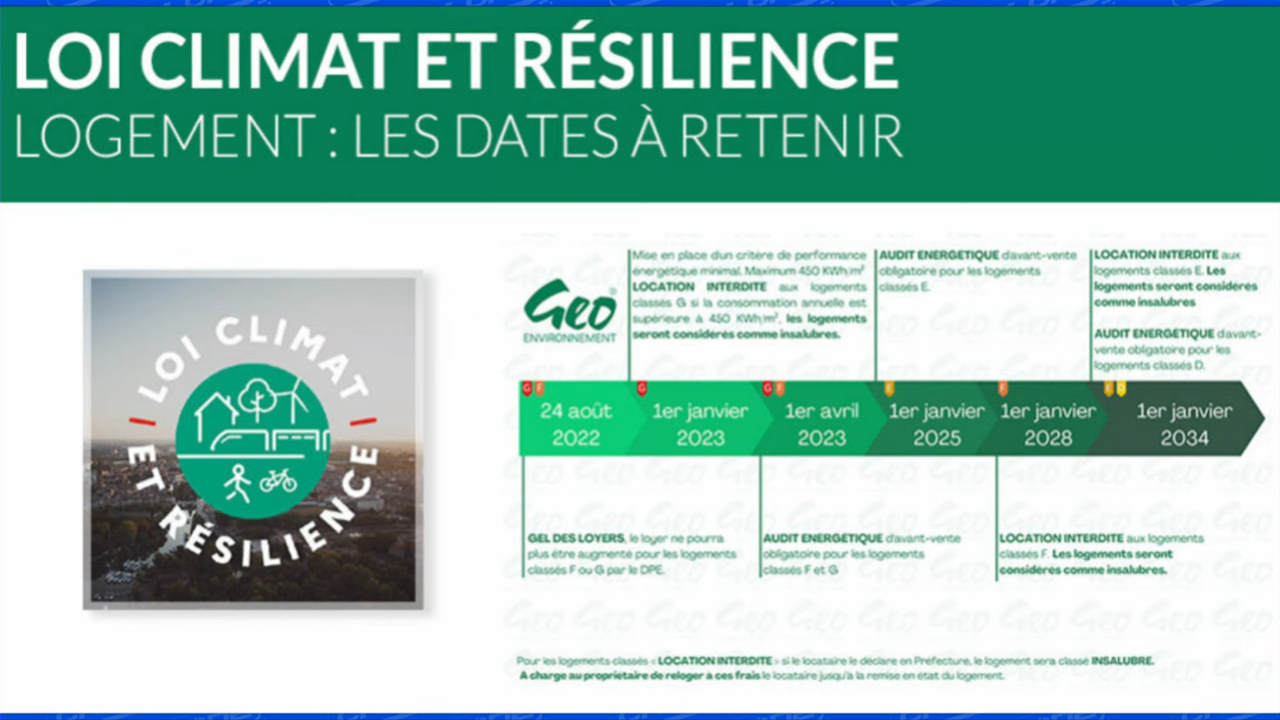 LOI CLIMAT ET RÉSILIENCE
LOGEMENT : LES DATES À RETENIR
LOI CLIMAT
ET RÉSILIENCE
Geo
ENVIRONNEMENT
Mise en place d'un critère de performance
énergétique minimal. Maximum 450 KWh/m²
LOCATION INTERDITE aux logements
classés G si la consommation annuelle est
supérieure à 450 KWh/m², les logements
seront considérés comme insalubres.
AUDIT ENERGÉTIQUE d'avant-vente
obligatoire pour les logements
classés E.
LOCATION INTERDITE aux
logements classés E. Les
logements seront considérés
comme insalubres
AUDIT ENERGÉTIQUE d'avant-
vente obligatoire pour les
logements classés D.
G F
24 août
2022
G
1er janvier
2023
G F
1er avril
2023
E
1er janvier
2025
F
1er janvier
2028
E D
1er janvier
2034
GEL DES LOYERS, le loyer ne pourra
plus être augmenté pour les logements
classés F ou G par le DPE.
AUDIT ENERGÉTIQUE d'avant-vente
obligatoire pour les logements
classés F et G
LOCATION INTERDITE aux logements
classés F. Les logements seront
considérés comme insalubres.
Pour les logements classés « LOCATION INTERDITE » si le locataire le déclare en Préfecture, le logement sera classé INSALUBRE.
A charge au propriétaire de reloger a ces frais le locataire jusqu'à la remise en état du logement.